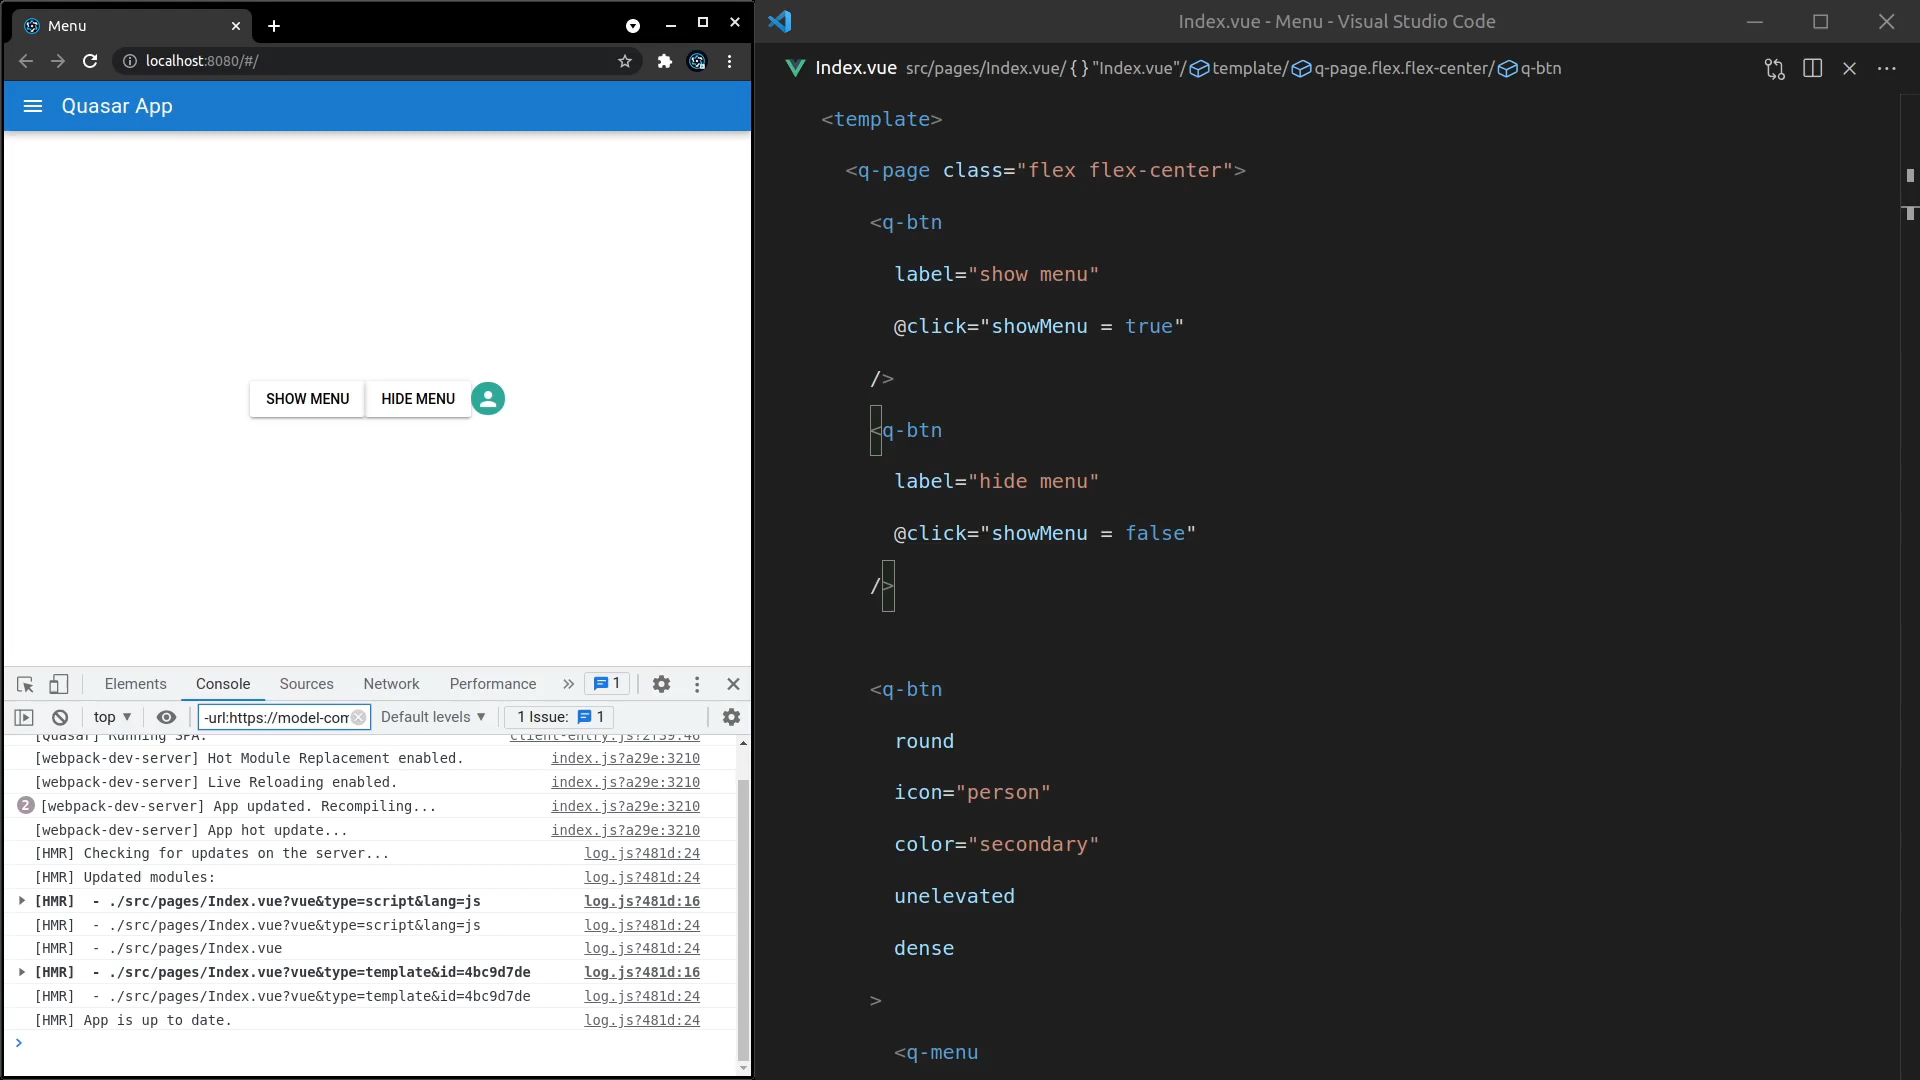 Menu
localhost:8080/#/
Quasar App
SHOW MENU
HIDE MENU
Elements
Console
Sources
Network
Performance
1
top
-url:https://model-com
Default levels
1 Issue:
1
[Quasar] Running SPA.
client-entry.js?2f39:46
[webpack-dev-server] Hot Module Replacement enabled.
index.js?a29e:3210
[webpack-dev-server] Live Reloading enabled.
index.js?a29e:3210
2
[webpack-dev-server] App updated. Recompiling...
index.js?a29e:3210
[webpack-dev-server] App hot update...
index.js?a29e:3210
[HMR] Checking for updates on the server...
log.js?481d:24
[HMR] Updated modules:
log.js?481d:24
[HMR]  - ./src/pages/Index.vue?vue&type=script&lang=js
log.js?481d:16
[HMR]  - ./src/pages/Index.vue?vue&type=script&lang=js
log.js?481d:24
[HMR]  - ./src/pages/Index.vue
log.js?481d:24
[HMR]  - ./src/pages/Index.vue?vue&type=template&id=4bc9d7de
log.js?481d:16
[HMR]  - ./src/pages/Index.vue?vue&type=template&id=4bc9d7de
log.js?481d:24
[HMR] App is up to date.
log.js?481d:24
Index.vue - Menu - Visual Studio Code
Index.vue src/pages/Index.vue/ {} "Index.vue"/ template/ q-page.flex.flex-center/ q-btn
<template>
<q-page class="flex flex-center">
<q-btn
label="show menu"
@click="showMenu = true"
/>
<q-btn
label="hide menu"
@click="showMenu = false"
/>
<q-btn
round
icon="person"
color="secondary"
unelevated
dense
>
<q-menu